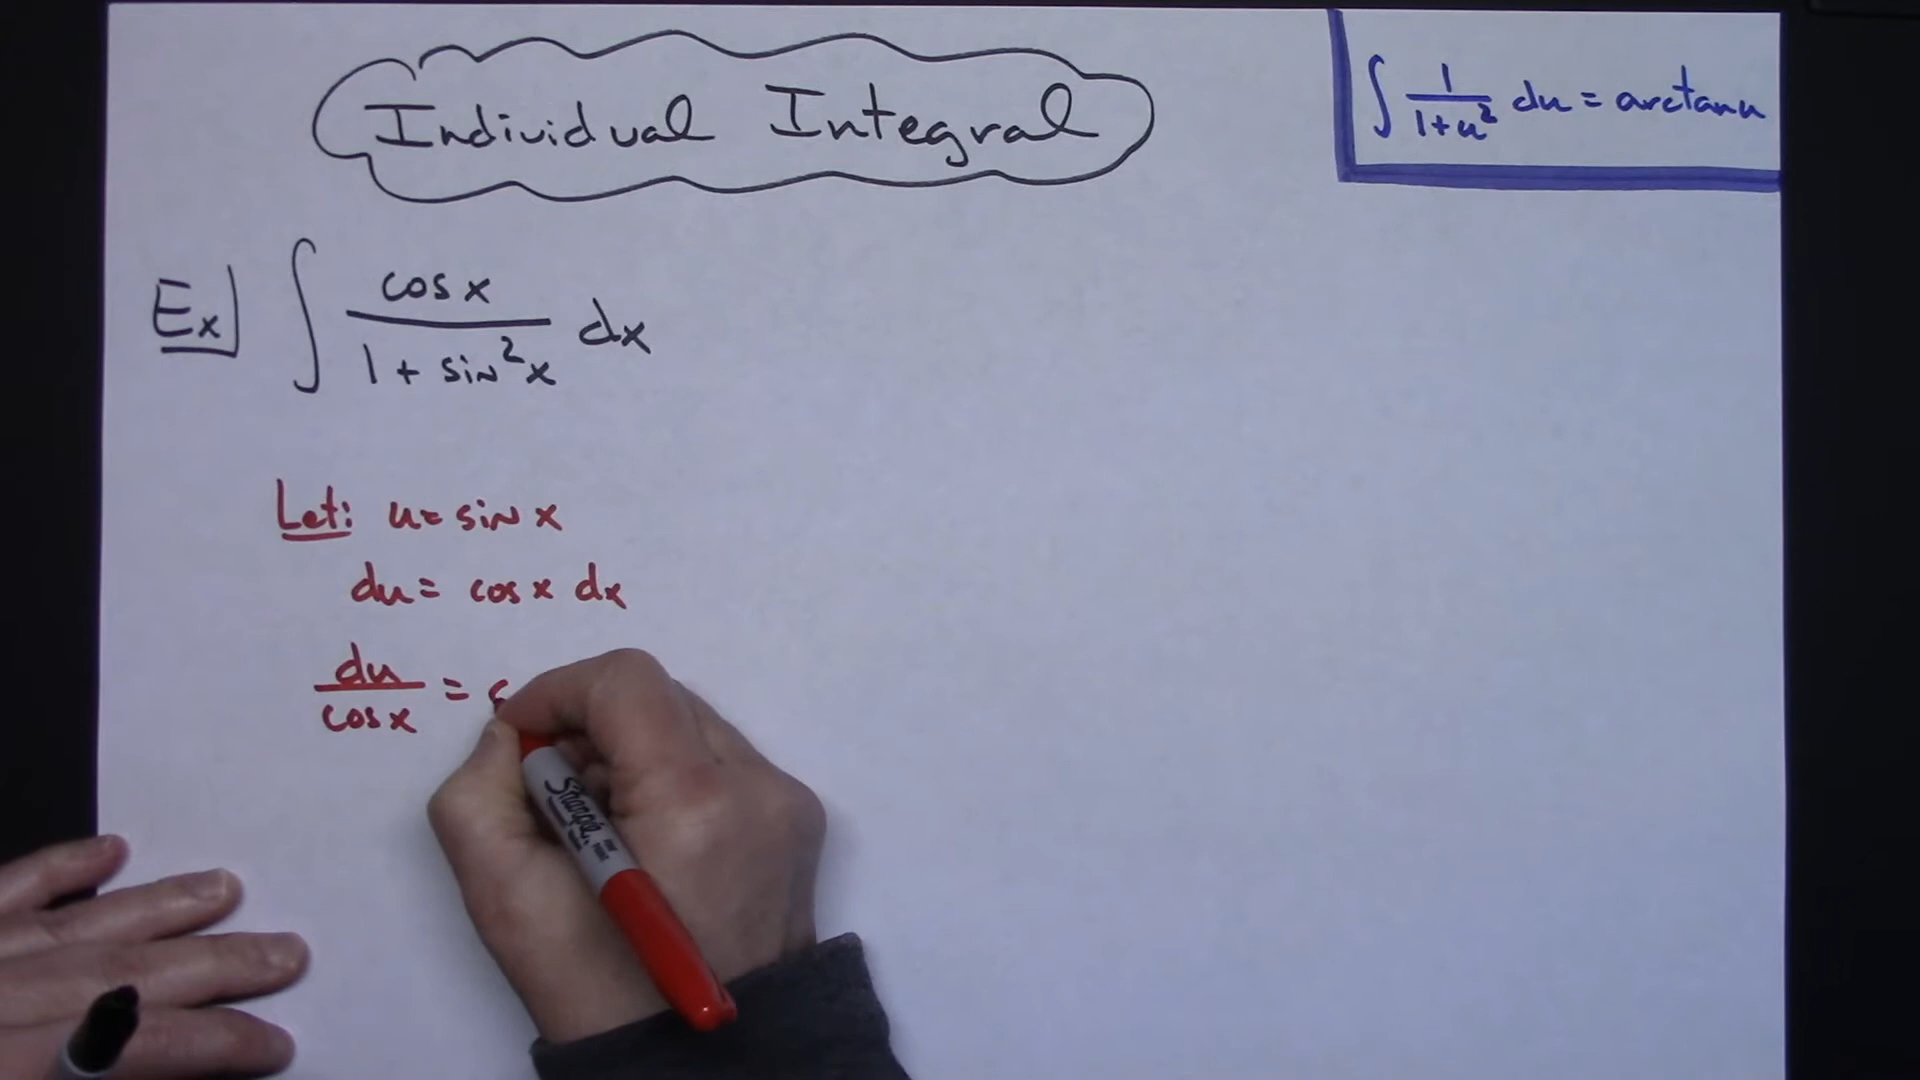 Individual Integral
∫ 1/(1+u²) du = arctan u
Ex ∫ cos x / (1 + sin² x) dx
Let: u = sin x
du = cos x dx
du/cos x =
Sharpie